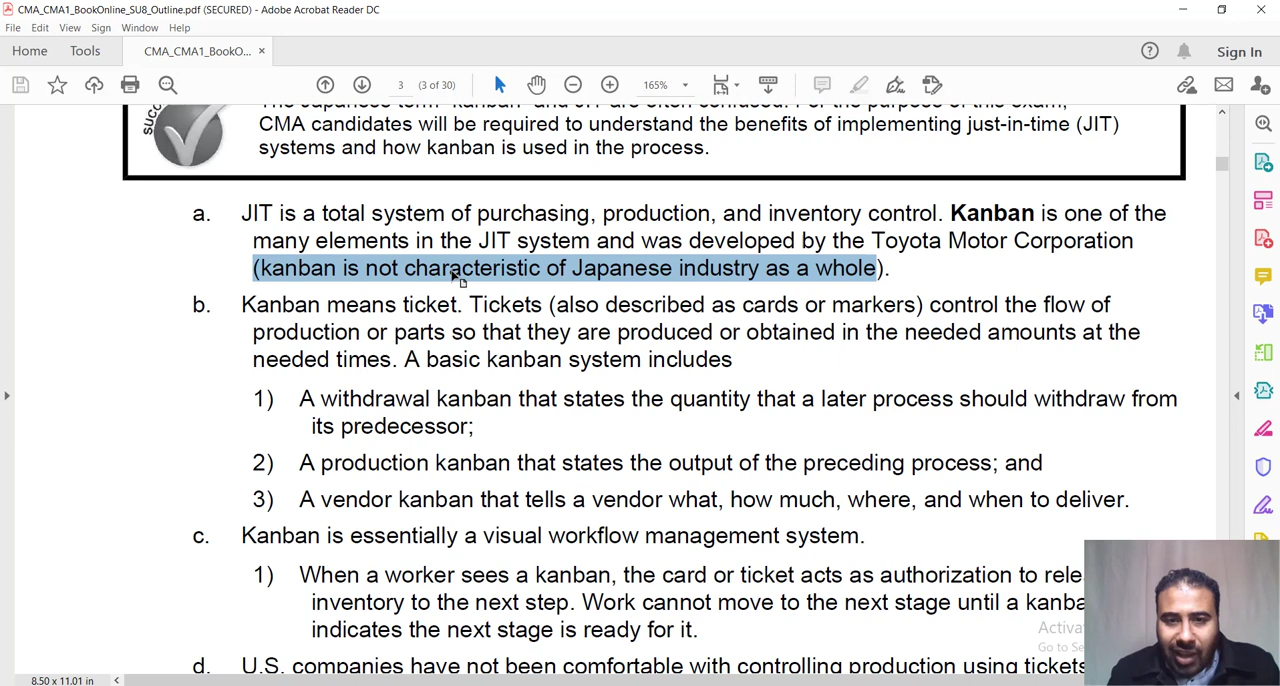 CMA_CMA1_BookOnline_SU8_Outline.pdf (SECURED) - Adobe Acrobat Reader DC
File Edit View Sign Window Help
Home Tools CMA_CMA1_BookO... × Sign In
3 (3 of 30) 165%
SUCC
CMA candidates will be required to understand the benefits of implementing just-in-time (JIT)
systems and how kanban is used in the process.
a. JIT is a total system of purchasing, production, and inventory control. Kanban is one of the
many elements in the JIT system and was developed by the Toyota Motor Corporation
(kanban is not characteristic of Japanese industry as a whole).
b. Kanban means ticket. Tickets (also described as cards or markers) control the flow of
production or parts so that they are produced or obtained in the needed amounts at the
needed times. A basic kanban system includes
1) A withdrawal kanban that states the quantity that a later process should withdraw from
its predecessor;
2) A production kanban that states the output of the preceding process; and
3) A vendor kanban that tells a vendor what, how much, where, and when to deliver.
c. Kanban is essentially a visual workflow management system.
1) When a worker sees a kanban, the card or ticket acts as authorization to rele
inventory to the next step. Work cannot move to the next stage until a kanba
indicates the next stage is ready for it.
Activa
Go to Se
d. U.S. companies have not been comfortable with controlling production using tickets
8.50 x 11.01 in